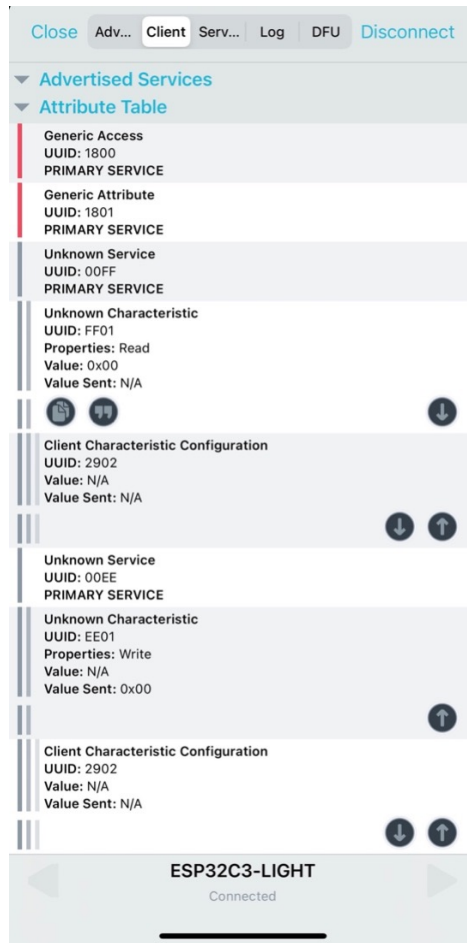 Close Adv... Client Serv... Log DFU Disconnect
Advertised Services
Attribute Table
Generic Access
UUID: 1800
PRIMARY SERVICE
Generic Attribute
UUID: 1801
PRIMARY SERVICE
Unknown Service
UUID: 00FF
PRIMARY SERVICE
Unknown Characteristic
UUID: FF01
Properties: Read
Value: 0x00
Value Sent: N/A
Client Characteristic Configuration
UUID: 2902
Value: N/A
Value Sent: N/A
Unknown Service
UUID: 00EE
PRIMARY SERVICE
Unknown Characteristic
UUID: EE01
Properties: Write
Value: N/A
Value Sent: 0x00
Client Characteristic Configuration
UUID: 2902
Value: N/A
Value Sent: N/A
ESP32C3-LIGHT
Connected